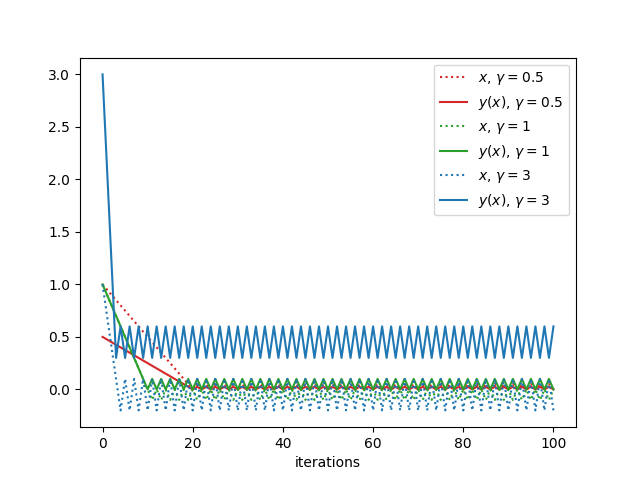 3.0
2.5
2.0
1.5
1.0
0.5
0.0
0
20
40
60
80
100
iterations
x, γ = 0.5
y(x), γ = 0.5
x, γ = 1
y(x), γ = 1
x, γ = 3
y(x), γ = 3